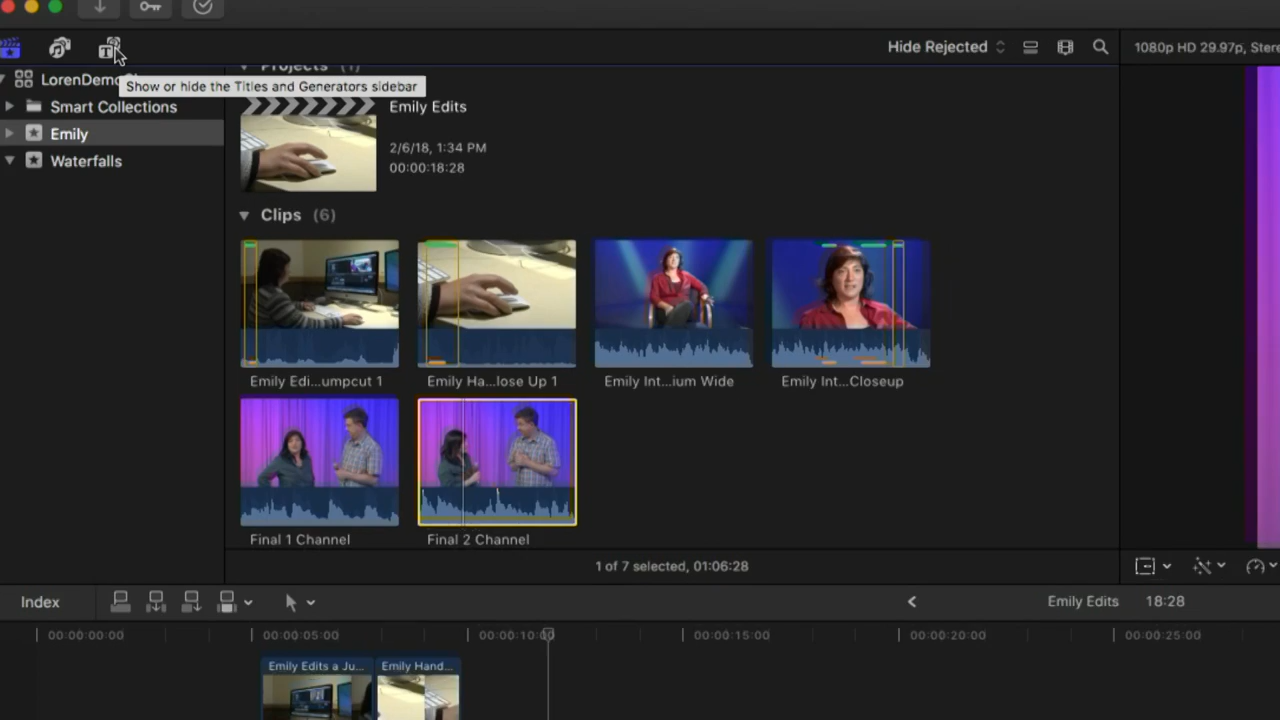 Hide Rejected
1080p HD 29.97p, Stere
LorenDemo
Show or hide the Titles and Generators sidebar
Projects (1)
Smart Collections
Emily
Waterfalls
Emily Edits
2/6/18, 1:34 PM
00:00:18:28
Clips (6)
Emily Edi...umpcut 1
Emily Ha...lose Up 1
Emily Int...ium Wide
Emily Int...Closeup
Final 1 Channel
Final 2 Channel
1 of 7 selected, 01:06:28
Index
Emily Edits 18:28
00:00:00:00
00:00:05:00
00:00:10:00
00:00:15:00
00:00:20:00
00:00:25:00
Emily Edits a Ju...
Emily Hand...